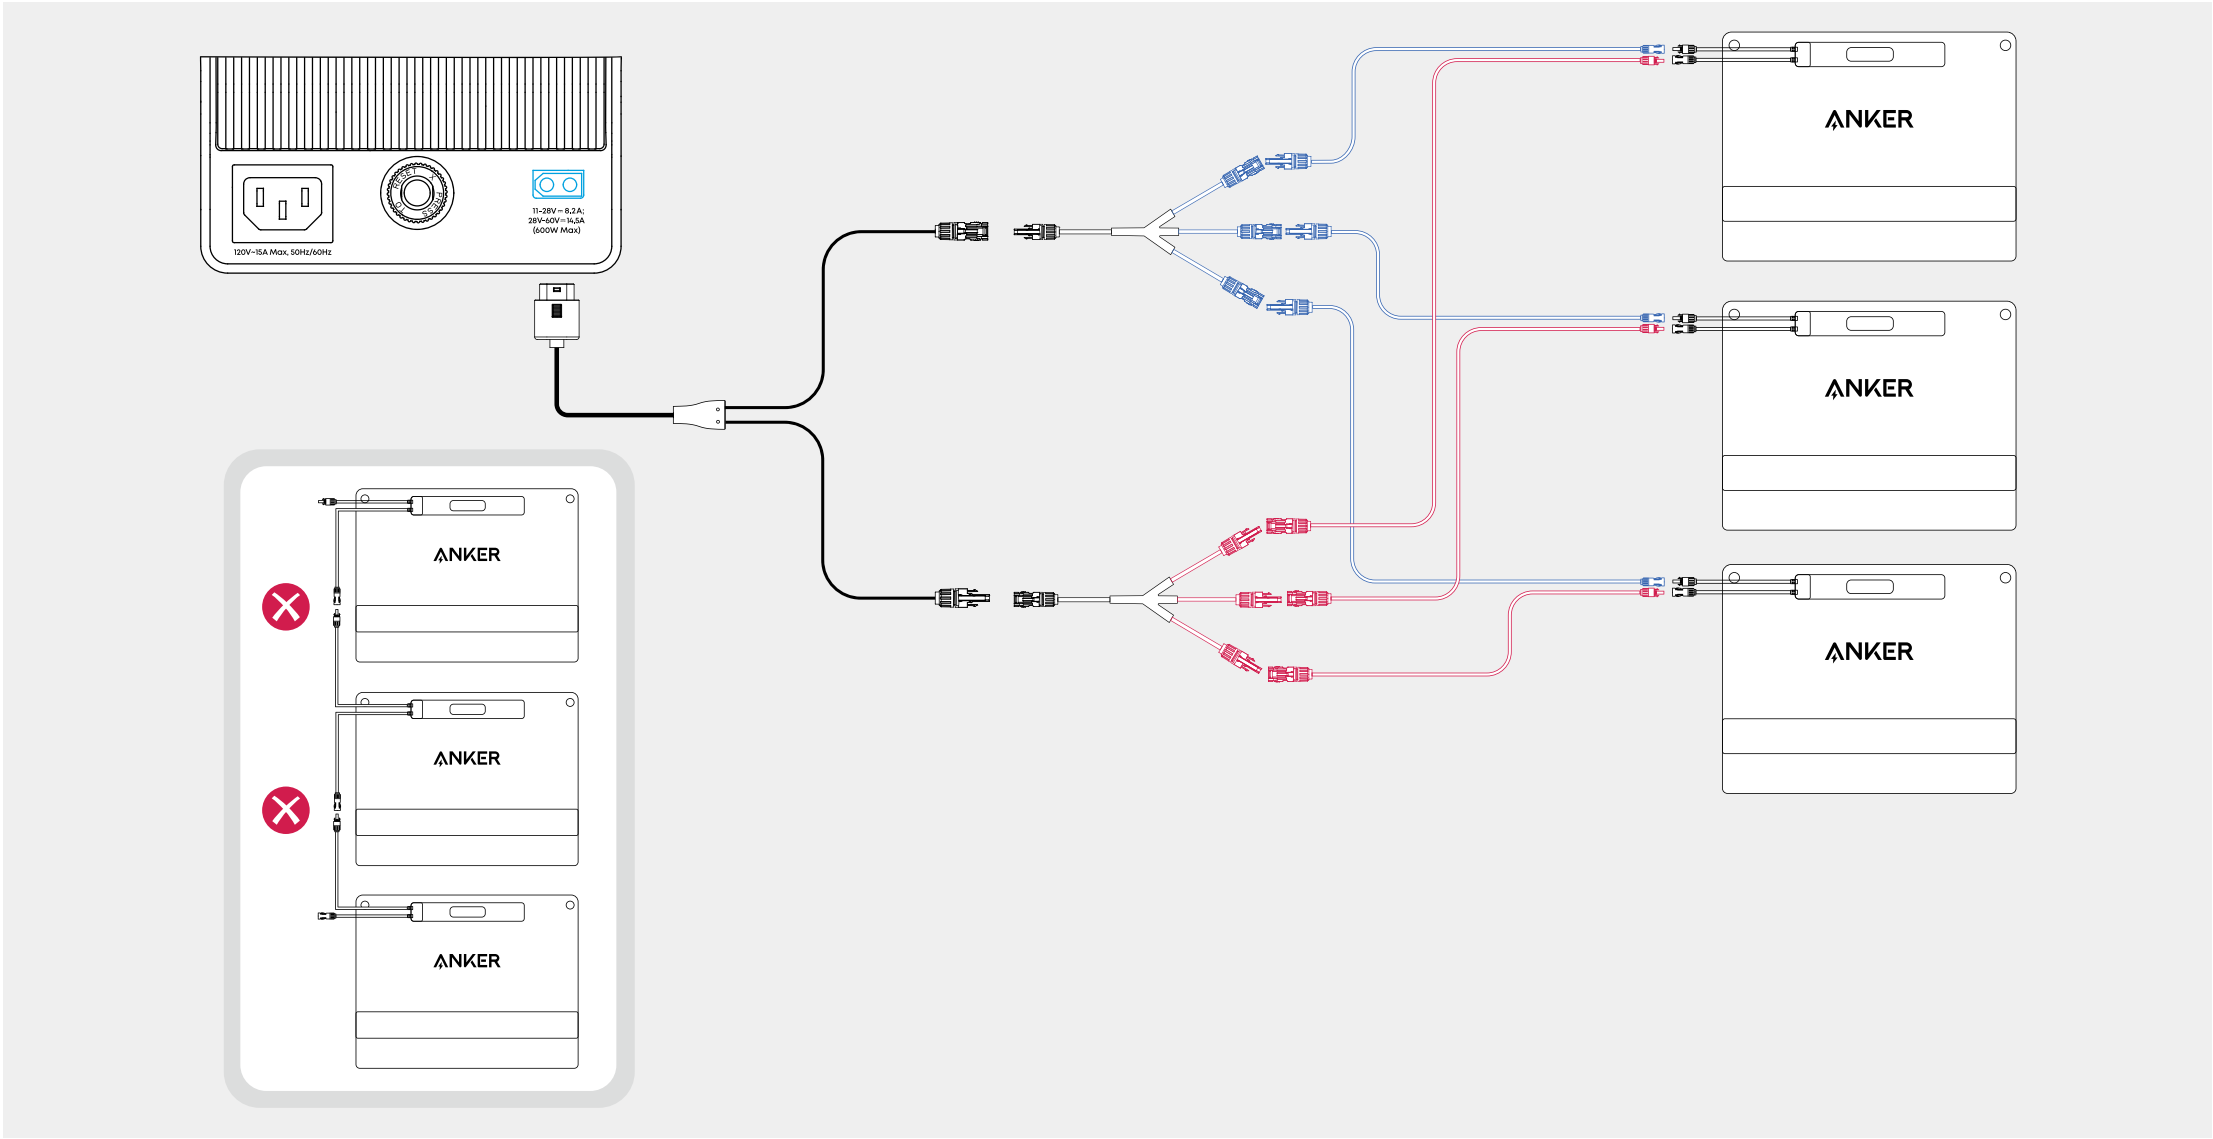 RESET X PRESS TO
11-28V⎓8.2A;
28V-60V⎓14.5A
(600W Max)
120V~15A Max, 50Hz/60Hz
ANKER
ANKER
ANKER
ANKER
ANKER
ANKER